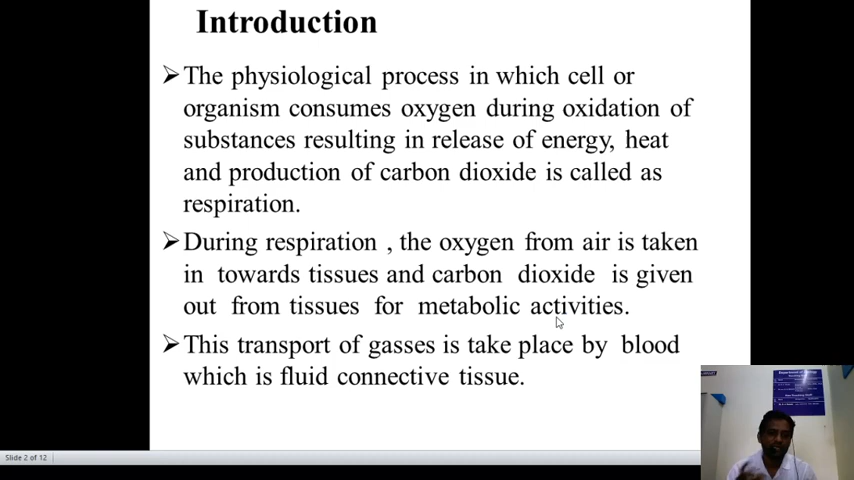 Introduction
➤The physiological process in which cell or
organism consumes oxygen during oxidation of
substances resulting in release of energy, heat
and production of carbon dioxide is called as
respiration.
➤During respiration , the oxygen from air is taken
in towards tissues and carbon dioxide is given
out from tissues for metabolic activities.
➤This transport of gasses is take place by blood
which is fluid connective tissue.
Slide 2 of 12